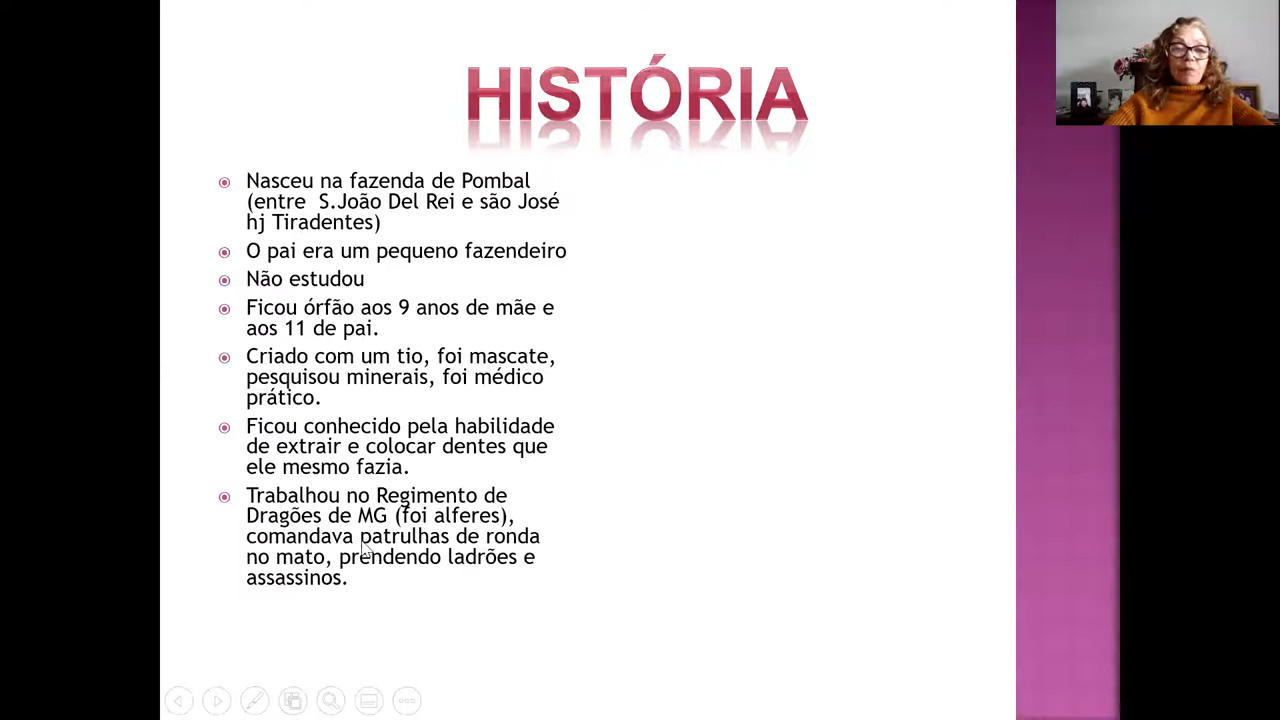 HISTÓRIA
Nasceu na fazenda de Pombal
(entre  S.João Del Rei e são José
hj Tiradentes)
O pai era um pequeno fazendeiro
Não estudou
Ficou órfão aos 9 anos de mãe e
aos 11 de pai.
Criado com um tio, foi mascate,
pesquisou minerais, foi médico
prático.
Ficou conhecido pela habilidade
de extrair e colocar dentes que
ele mesmo fazia.
Trabalhou no Regimento de
Dragões de MG (foi alferes),
comandava patrulhas de ronda
no mato, prendendo ladrões e
assassinos.